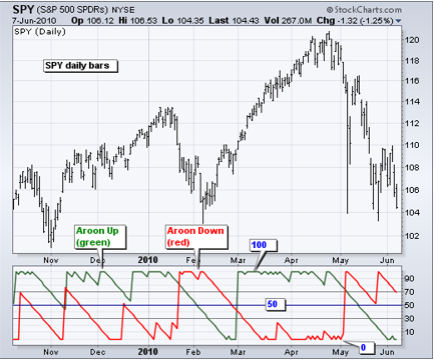 SPY (S&P 500 SPDRs) NYSE © StockCharts.com
7-Jun-2010 Op 106.12 Hi 106.53 Lo 104.35 Last 104.43 Vol 267.0M Chg -1.32 (-1.25%)
SPY (Daily)
SPY daily bars
120
118
116
114
112
110
108
106
104
102
Nov Dec 2010 Feb Mar Apr May Jun
Aroon Up
(green)
Aroon Down
(red)
100
90
70
50
30
10
50
0
Nov Dec 2010 Feb Mar Apr May Jun